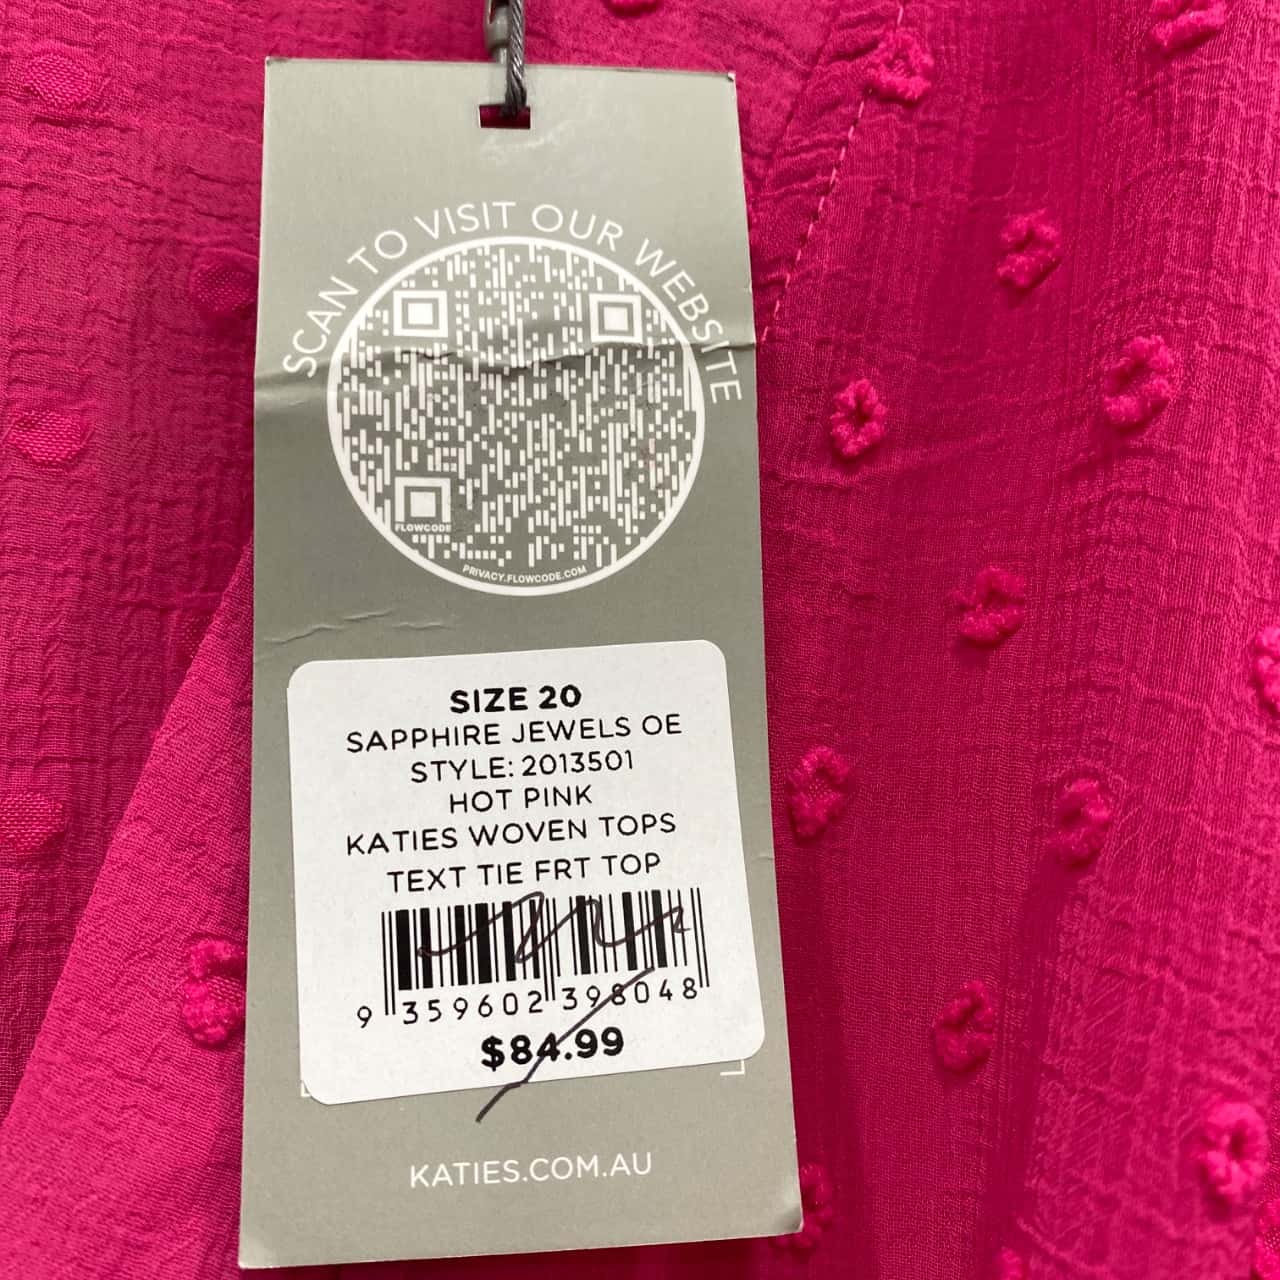 SCAN TO VISIT OUR WEBSITE
FLOWCODE
PRIVACY.FLOWCODE.COM
SIZE 20
SAPPHIRE JEWELS OE
STYLE: 2013501
HOT PINK
KATIES WOVEN TOPS
TEXT TIE FRT TOP
9 359602 398048
$84.99
KATIES.COM.AU